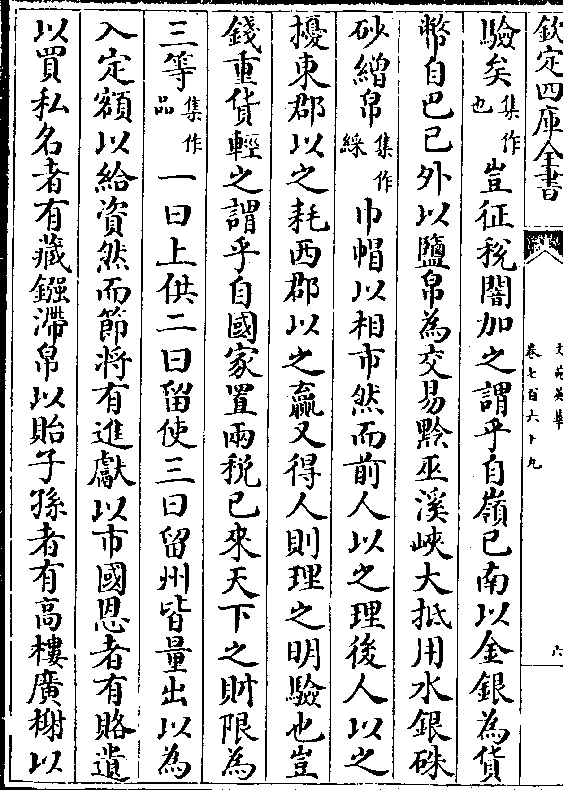 欽定四庫全書
文苑英華
卷七百六十九
六
驗矣集作也豈征税闇加之謂乎自嶺已南以金銀為貨
幣自巴已外以鹽帛為交易黔巫溪峽大抵用水銀硃
砂繒帛集作綵巾帽以相市然而前人以之理後人以之
擾東郡以之耗西郡以之贏又得人則理之明驗也豈
錢重貨輕之謂乎自國家置兩税已來天下之財限為
三等集作品一曰上供二曰留使三曰留州皆量出以為
入定額以給資然而節將有進獻以市國恩者有賂遺
以買私名者有藏鏹滯帛以貽子孫者有高樓廣榭以